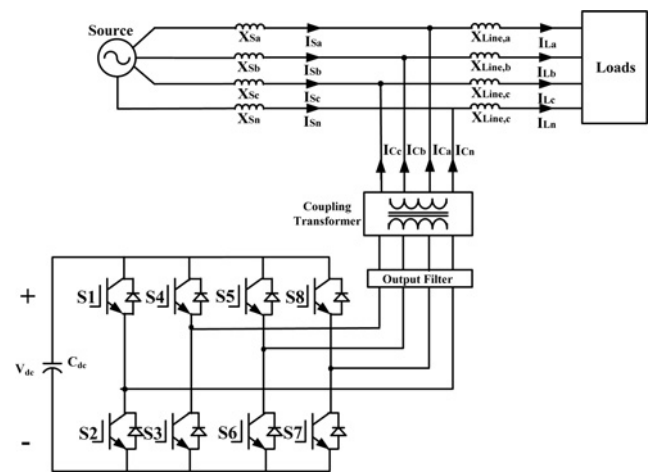 Source
XSa
ISa
XLine,a
ILa
XSb
ISb
XLine,b
ILb
XSc
ISc
XLine,c
ILc
XSn
ISn
XLine,c
ILn
Loads
ICc
ICb
ICa
ICn
Coupling
Transformer
Output Filter
+
S1
S4
S5
S8
Vdc
Cdc
-
S2
S3
S6
S7